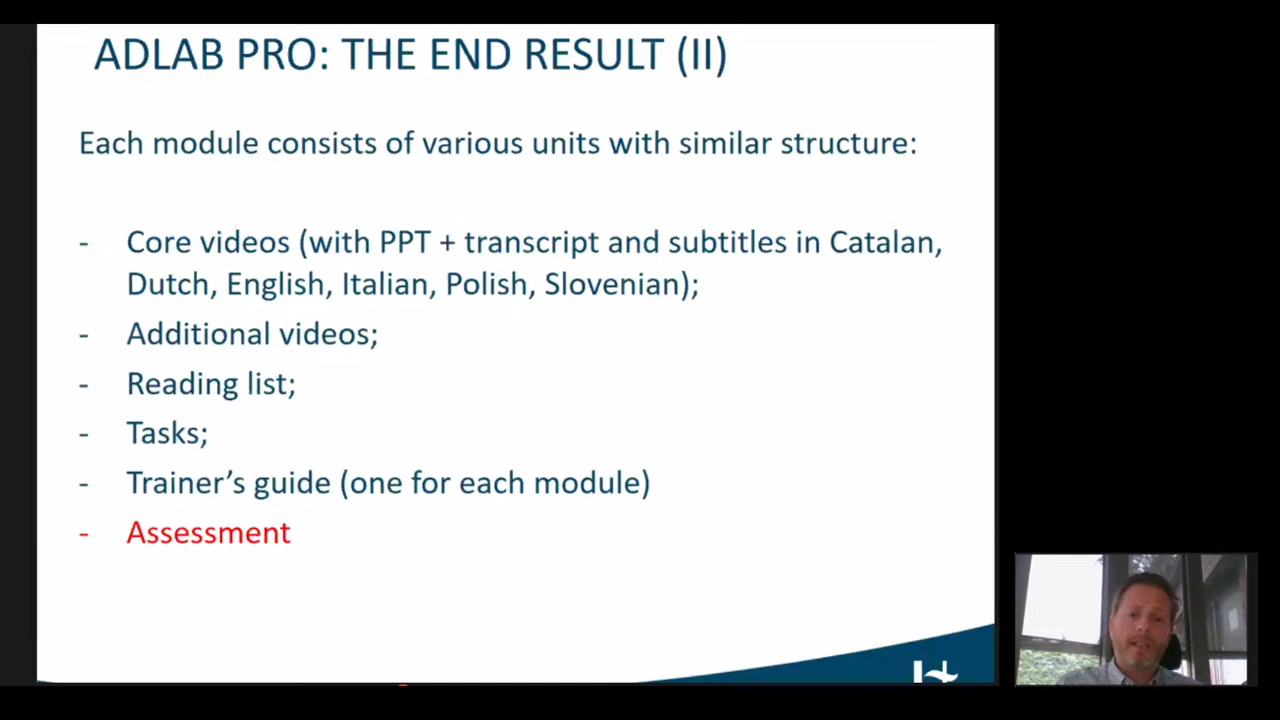 ADLAB PRO: THE END RESULT (II)
Each module consists of various units with similar structure:
- Core videos (with PPT + transcript and subtitles in Catalan,
Dutch, English, Italian, Polish, Slovenian);
- Additional videos;
- Reading list;
- Tasks;
- Trainer’s guide (one for each module)
- Assessment